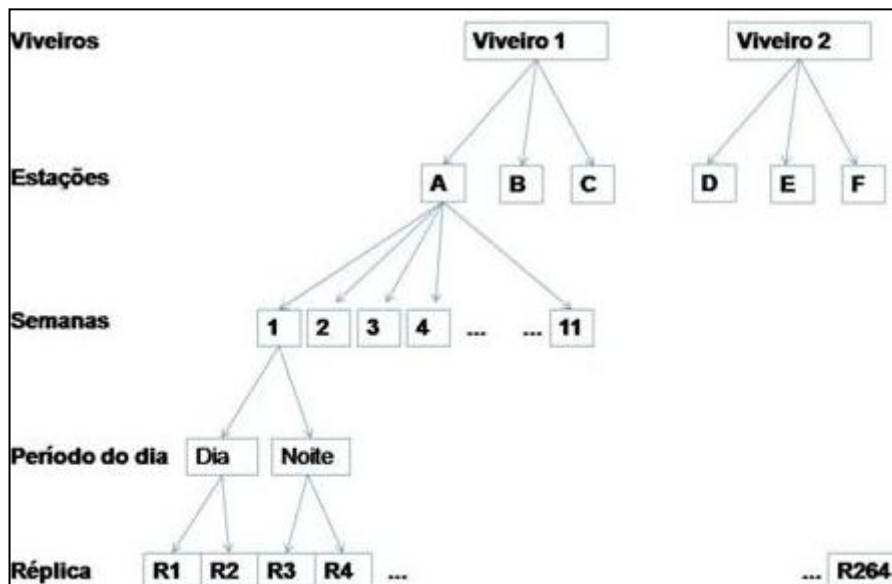 Viveiros Viveiro 1 Viveiro 2
Estações A B C D E F
Semanas 1 2 3 4 ... ... 11
Período do dia Dia Noite
Réplica R1 R2 R3 R4 ... ... R264